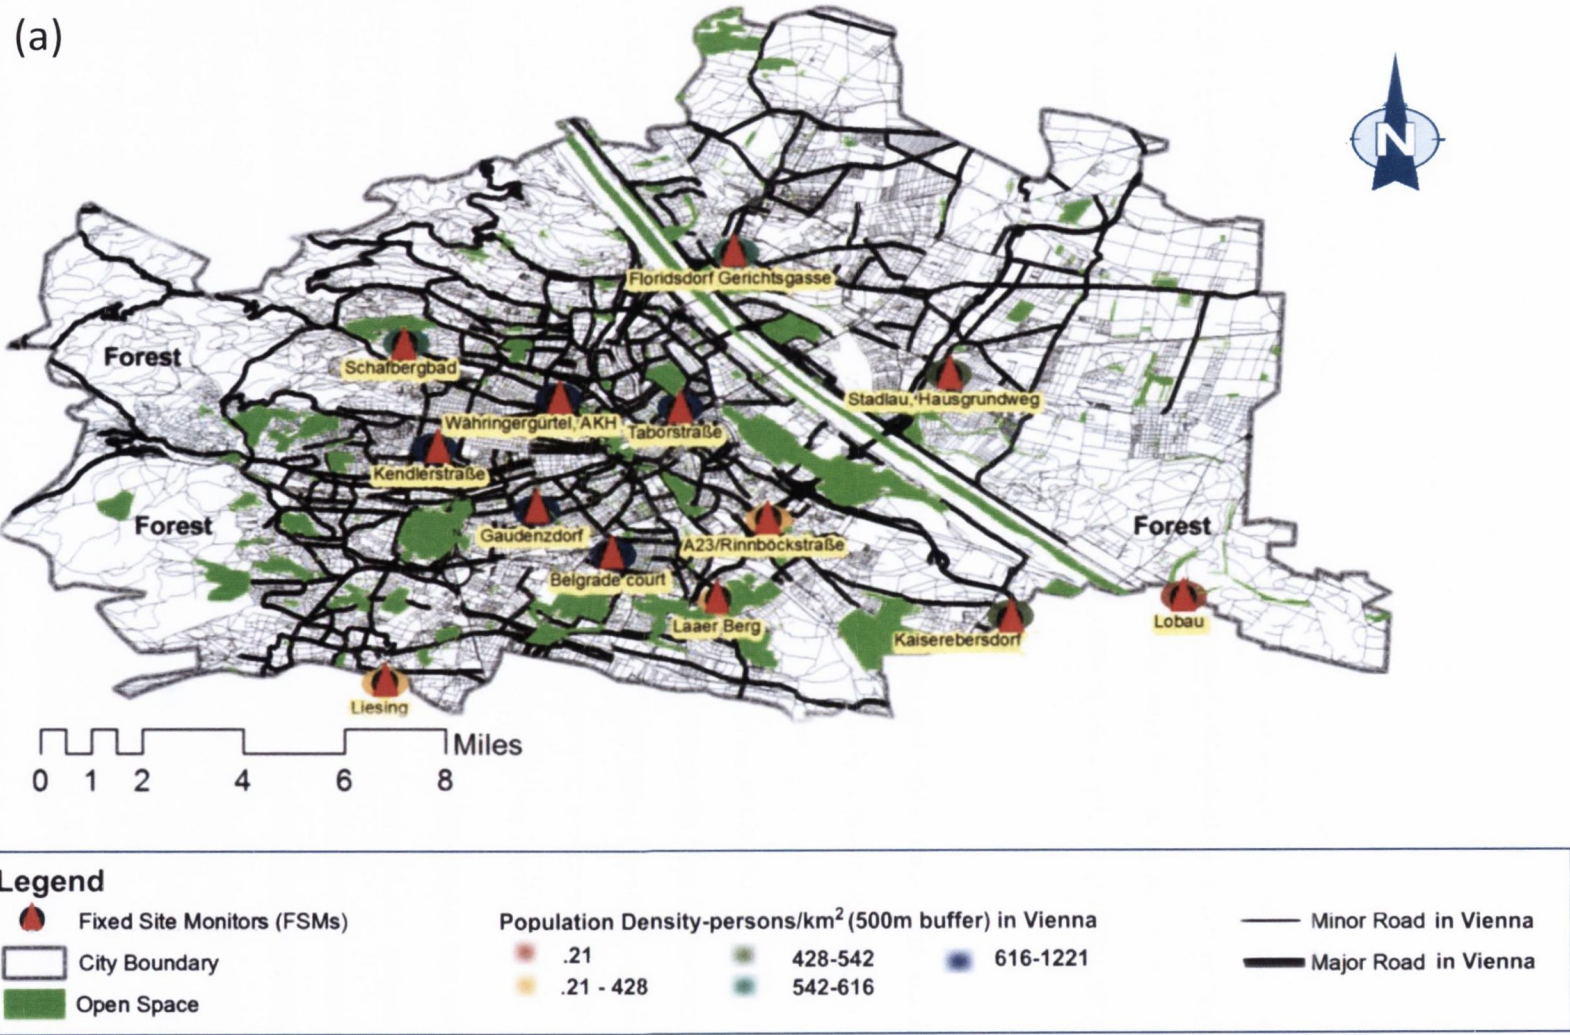 (a)
N
Floridsdorf Gerichtsgasse
Forest
Schafbergbad
Stadlau, Hausgrundweg
Währingergürtel, AKH
Taborstraße
Kendlerstraße
Forest
Forest
Gaudenzdorf
A23/Rinnböckstraße
Belgrade court
Laaer Berg
Kaiserebersdorf
Lobau
Liesing
Miles
0 1 2 4 6 8
Legend
Fixed Site Monitors (FSMs)
City Boundary
Open Space
Population Density-persons/km² (500m buffer) in Vienna
.21
.21 - 428
428-542
542-616
616-1221
Minor Road in Vienna
Major Road in Vienna